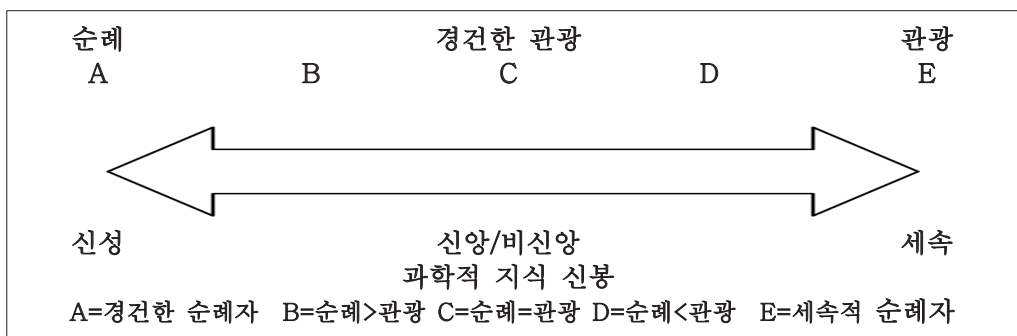 순례 경건한 관광 관광
A B C D E
신성 신앙/비신앙 세속
과학적 지식 신봉
A=경건한 순례자 B=순례>관광 C=순례=관광 D=순례<관광 E=세속적 순례자